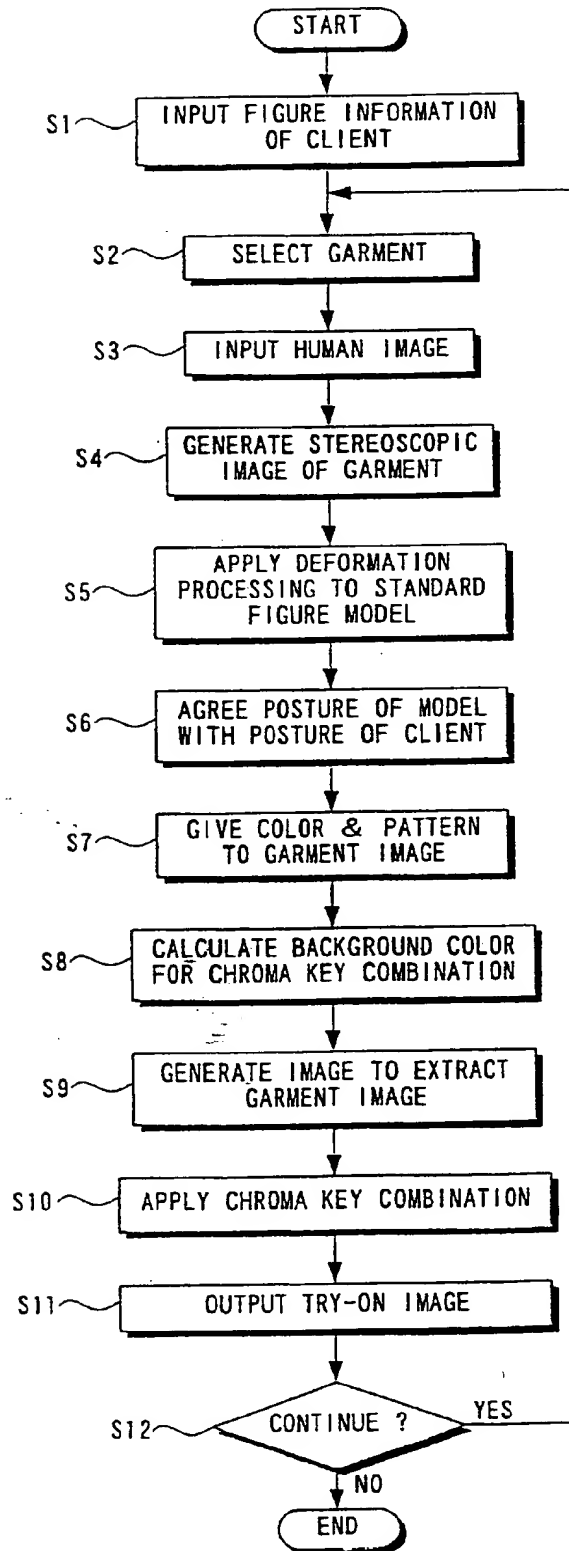 START
S1 INPUT FIGURE INFORMATION
OF CLIENT
S2 SELECT GARMENT
S3 INPUT HUMAN IMAGE
S4 GENERATE STEREOSCOPIC
IMAGE OF GARMENT
S5 APPLY DEFORMATION
PROCESSING TO STANDARD
FIGURE MODEL
S6 AGREE POSTURE OF MODEL
WITH POSTURE OF CLIENT
S7 GIVE COLOR & PATTERN
TO GARMENT IMAGE
S8 CALCULATE BACKGROUND COLOR
FOR CHROMA KEY COMBINATION
S9 GENERATE IMAGE TO EXTRACT
GARMENT IMAGE
S10 APPLY CHROMA KEY COMBINATION
S11 OUTPUT TRY-ON IMAGE
S12 CONTINUE ? YES
NO
END